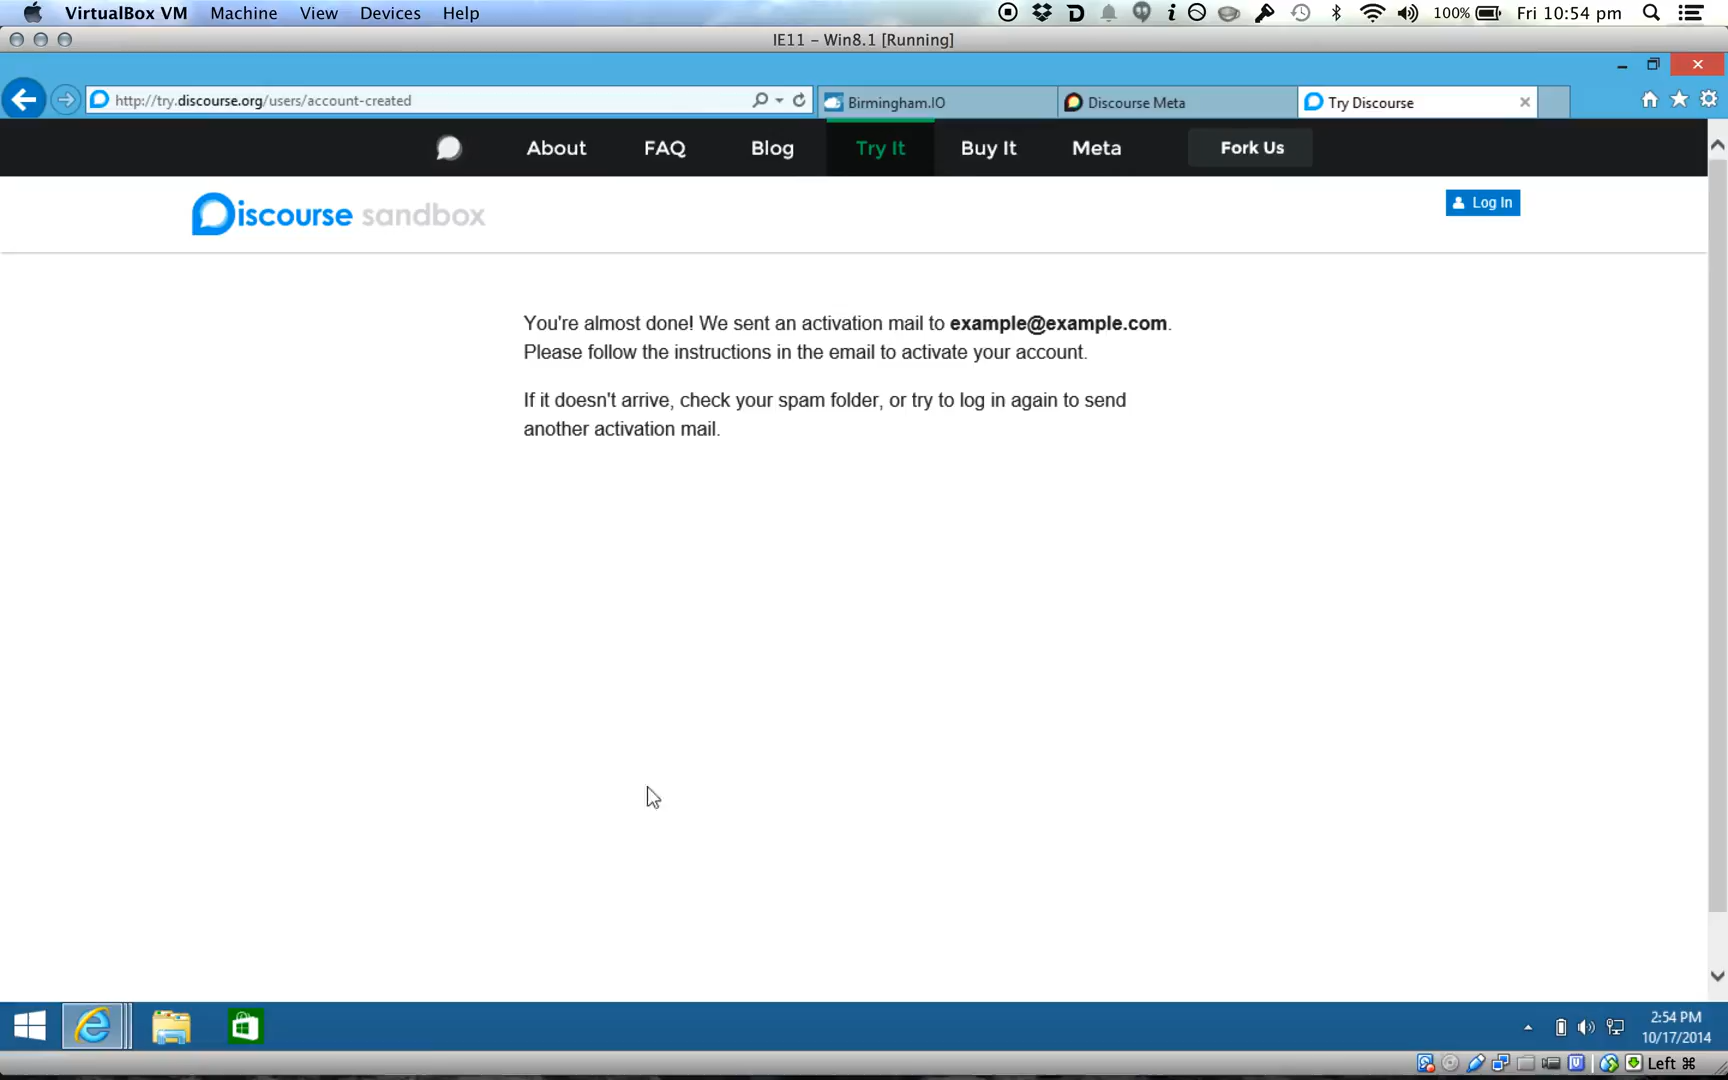 VirtualBox VM Machine View Devices Help 100% Fri 10:54 pm
IE11 – Win8.1 [Running]
http://try.discourse.org/users/account-created Birmingham.IO Discourse Meta Try Discourse
About FAQ Blog Try It Buy It Meta Fork Us
Discourse sandbox Log In
You're almost done! We sent an activation mail to example@example.com.
Please follow the instructions in the email to activate your account.
If it doesn't arrive, check your spam folder, or try to log in again to send
another activation mail.
2:54 PM
10/17/2014
Left ⌘